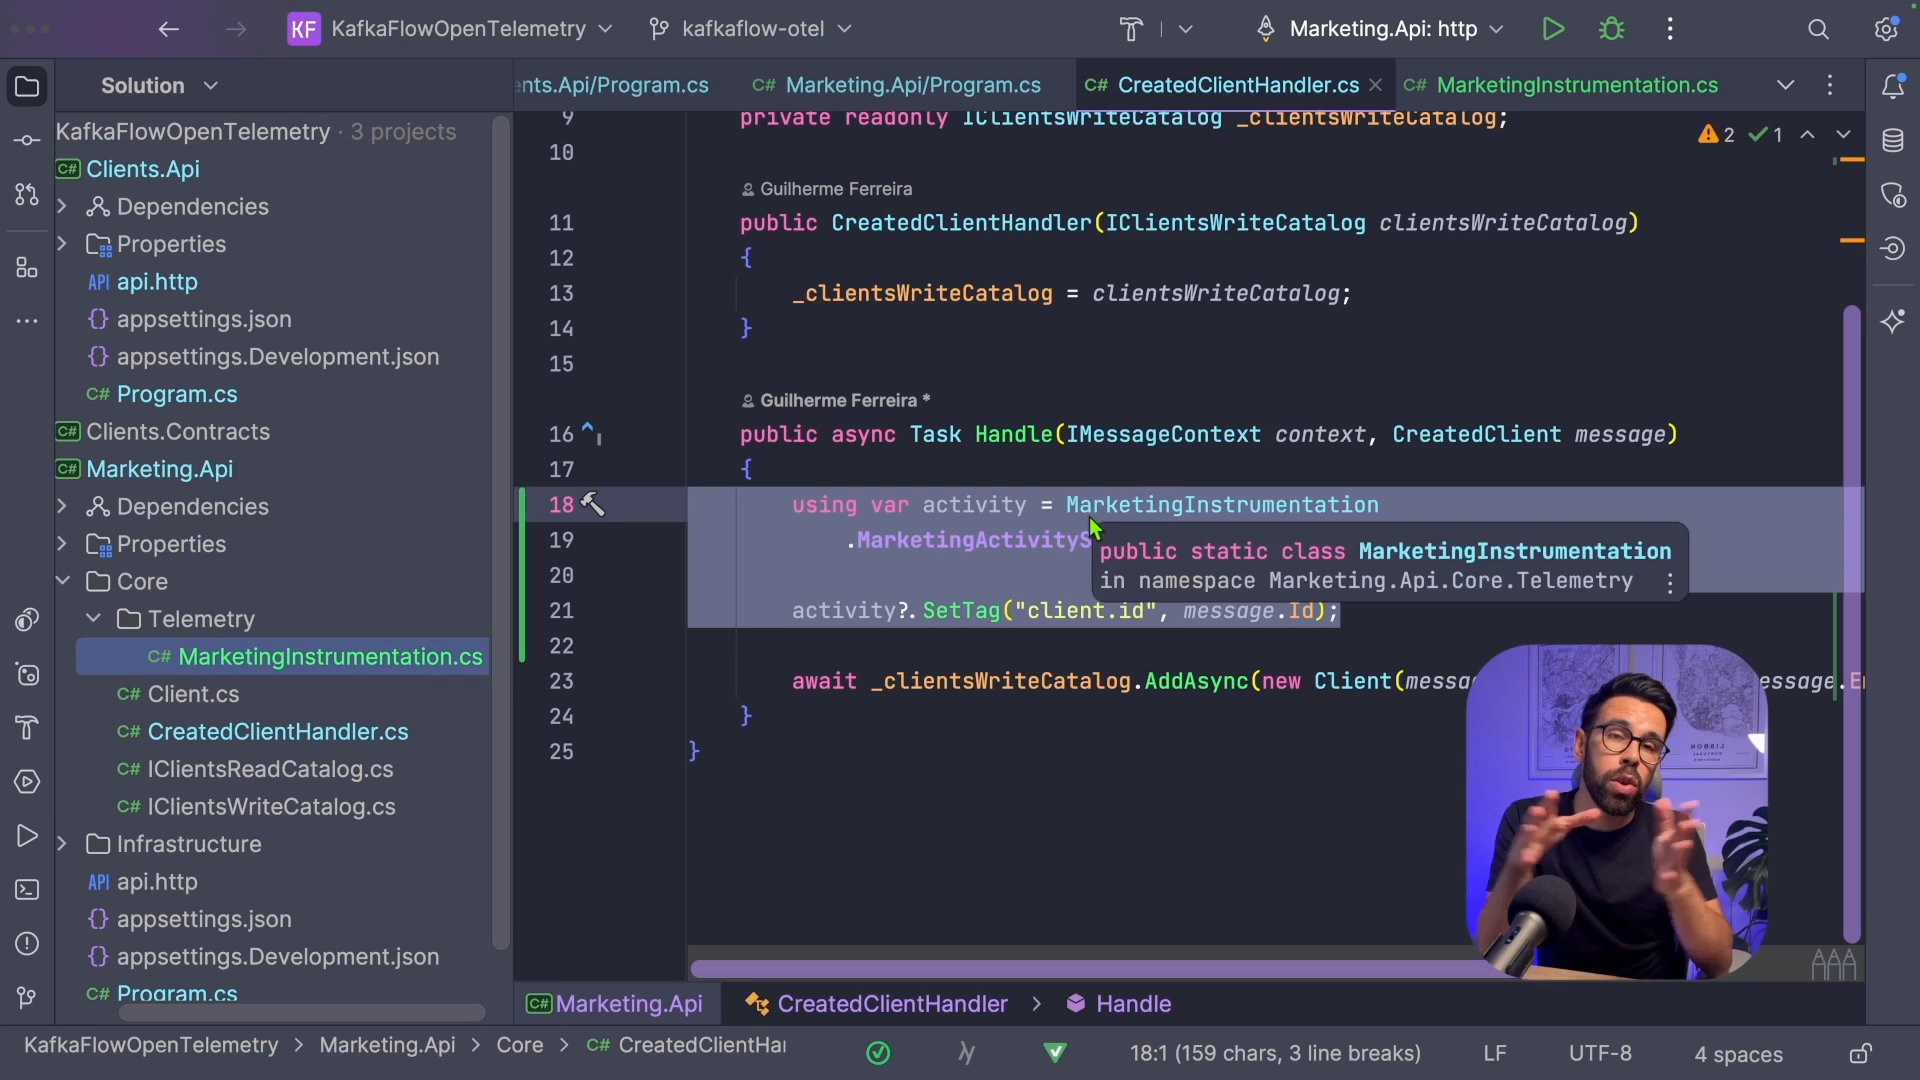 KF KafkaFlowOpenTelemetry kafkaflow-otel Marketing.Api: http
Solution
ents.Api/Program.cs C# Marketing.Api/Program.cs C# CreatedClientHandler.cs C# MarketingInstrumentation.cs
KafkaFlowOpenTelemetry · 3 projects
C# Clients.Api
Dependencies
Properties
API api.http
{} appsettings.json
{} appsettings.Development.json
C# Program.cs
C# Clients.Contracts
C# Marketing.Api
Dependencies
Properties
Core
Telemetry
C# MarketingInstrumentation.cs
C# Client.cs
C# CreatedClientHandler.cs
C# IClientsReadCatalog.cs
C# IClientsWriteCatalog.cs
Infrastructure
API api.http
{} appsettings.json
{} appsettings.Development.json
C# Program.cs
2 1
9 private readonly IClientsWriteCatalog _clientsWriteCatalog;
10
Guilherme Ferreira
11 public CreatedClientHandler(IClientsWriteCatalog clientsWriteCatalog)
12 {
13 _clientsWriteCatalog = clientsWriteCatalog;
14 }
15
Guilherme Ferreira *
16 public async Task Handle(IMessageContext context, CreatedClient message)
17 {
18 using var activity = MarketingInstrumentation
19 .MarketingActivityS
public static class MarketingInstrumentation
in namespace Marketing.Api.Core.Telemetry
20
21 activity?.SetTag("client.id", message.Id);
22
23 await _clientsWriteCatalog.AddAsync(new Client(messa essage.En
24 }
25 }
C# Marketing.Api CreatedClientHandler > Handle
KafkaFlowOpenTelemetry > Marketing.Api > Core > C# CreatedClientHan 18:1 (159 chars, 3 line breaks) LF UTF-8 4 spaces